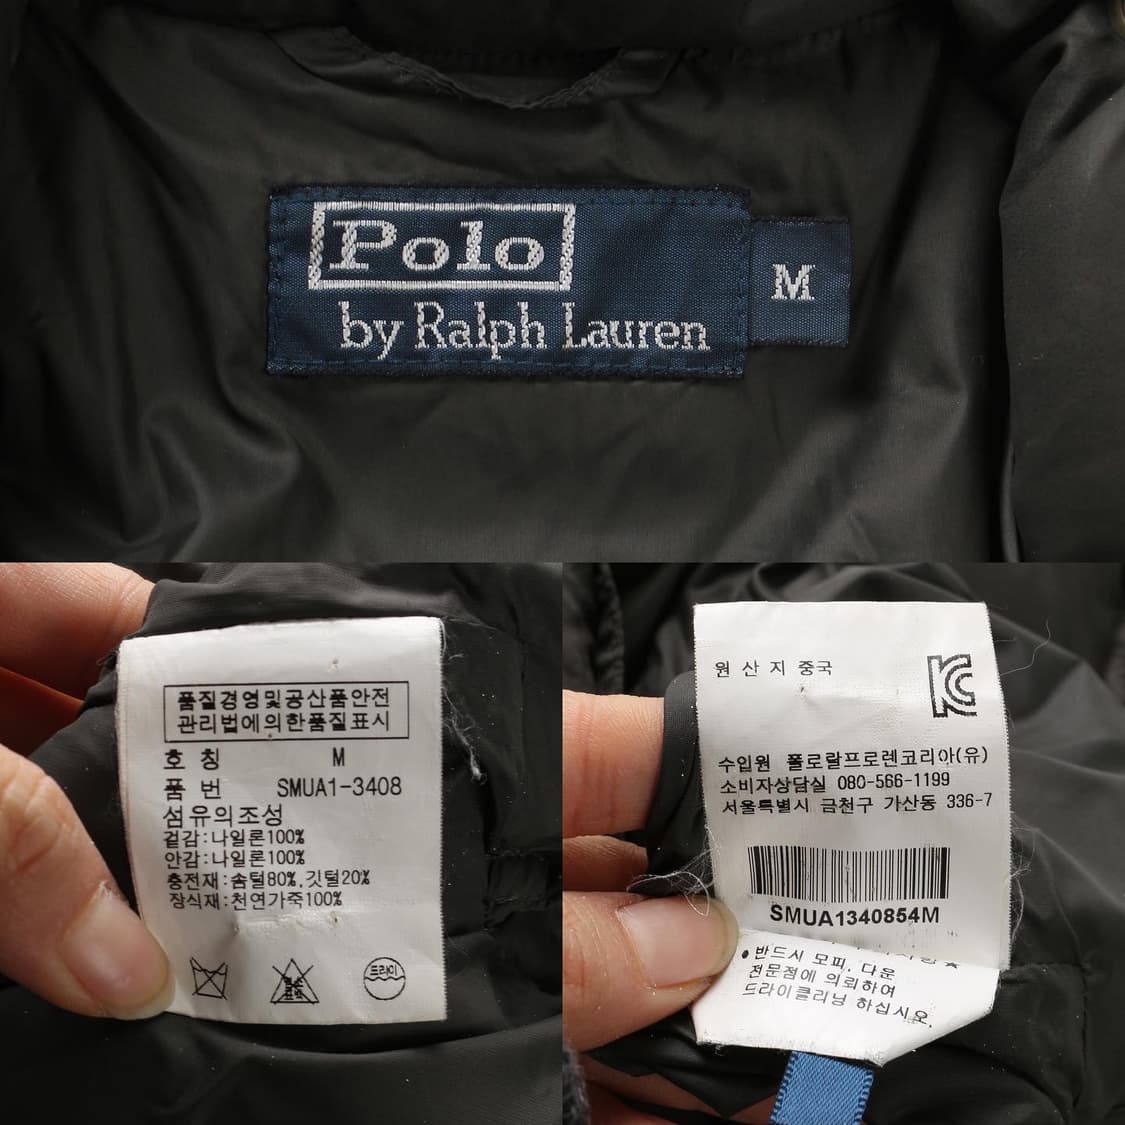 Polo
by Ralph Lauren
M
품질경영및공산품안전
관리법에의한품질표시
호 칭 M
품 번 SMUA1-3408
섬유의조성
겉감:나일론100%
안감:나일론100%
충전재:솜털80%,깃털20%
장식재:천연가죽100%
드라이
원 산 지 중국
수입원 폴로랄프로렌코리아(유)
소비자상담실 080-566-1199
서울특별시 금천구 가산동 336-7
SMUA1340854M
• 반드시 모피, 다운
전문점에 의뢰하여
드라이클리닝 하십시오.